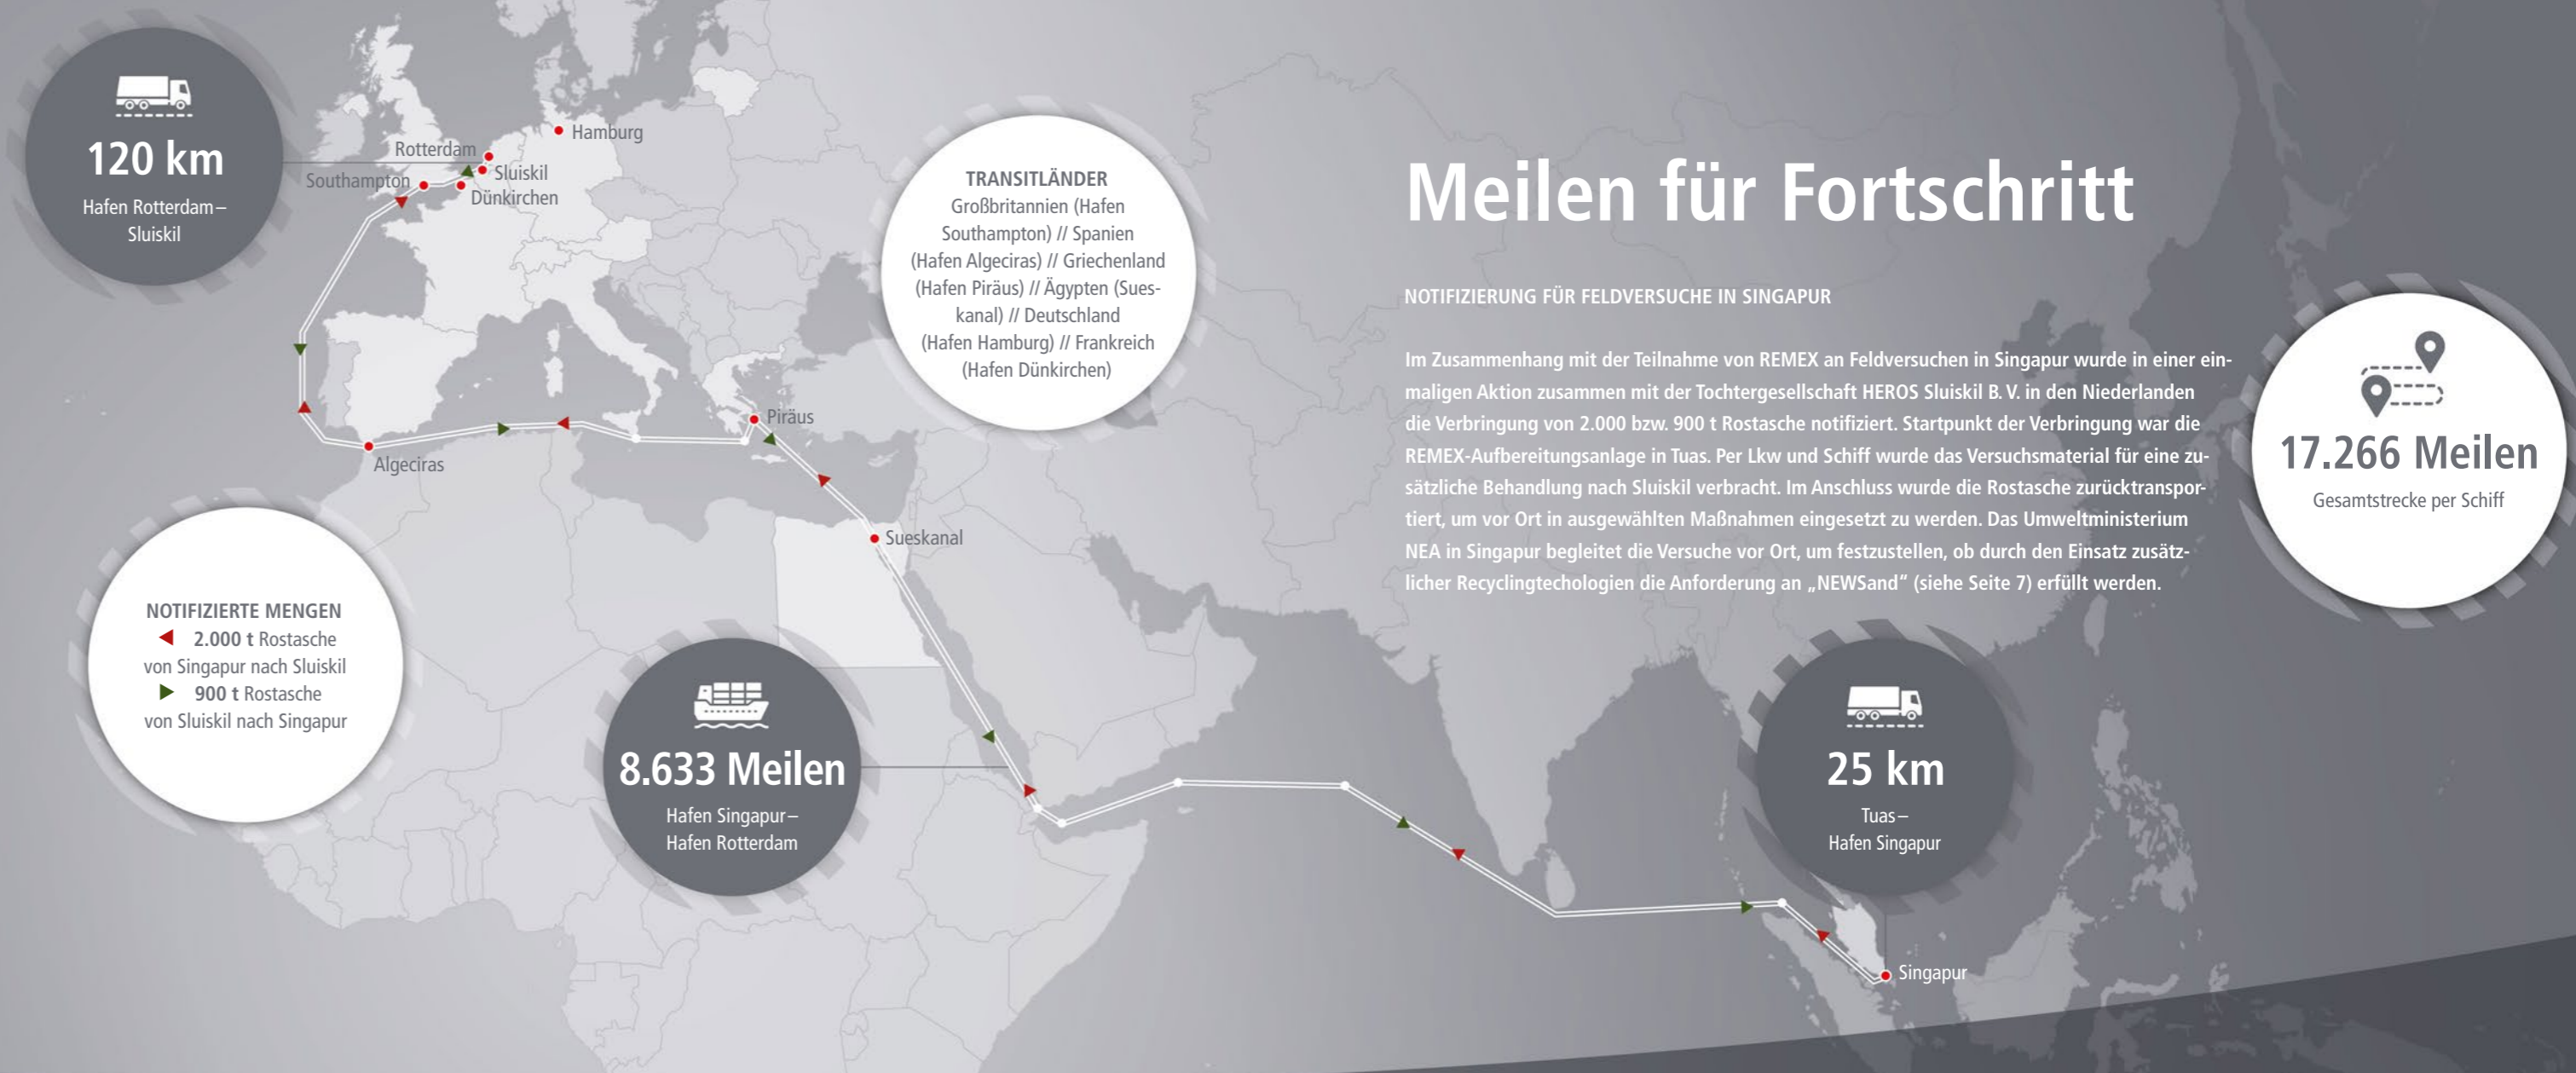 120 km
Hafen Rotterdam–
Sluiskil
Hamburg
Rotterdam
Sluiskil
Southampton
Dünkirchen
TRANSITLÄNDER
Großbritannien (Hafen
Southampton) // Spanien
(Hafen Algeciras) // Griechenland
(Hafen Piräus) // Ägypten (Sues-
kanal) // Deutschland
(Hafen Hamburg) // Frankreich
(Hafen Dünkirchen)
Piräus
Algeciras
Sueskanal
NOTIFIZIERTE MENGEN
2.000 t Rostasche
von Singapur nach Sluiskil
900 t Rostasche
von Sluiskil nach Singapur
8.633 Meilen
Hafen Singapur–
Hafen Rotterdam
Meilen für Fortschritt
NOTIFIZIERUNG FÜR FELDVERSUCHE IN SINGAPUR
Im Zusammenhang mit der Teilnahme von REMEX an Feldversuchen in Singapur wurde in einer ein-
maligen Aktion zusammen mit der Tochtergesellschaft HEROS Sluiskil B. V. in den Niederlanden
die Verbringung von 2.000 bzw. 900 t Rostasche notifiziert. Startpunkt der Verbringung war die
REMEX-Aufbereitungsanlage in Tuas. Per Lkw und Schiff wurde das Versuchsmaterial für eine zu-
sätzliche Behandlung nach Sluiskil verbracht. Im Anschluss wurde die Rostasche zurücktranspor-
tiert, um vor Ort in ausgewählten Maßnahmen eingesetzt zu werden. Das Umweltministerium
NEA in Singapur begleitet die Versuche vor Ort, um festzustellen, ob durch den Einsatz zusätz-
licher Recyclingtechologien die Anforderung an „NEWSand“ (siehe Seite 7) erfüllt werden.
17.266 Meilen
Gesamtstrecke per Schiff
25 km
Tuas–
Hafen Singapur
Singapur